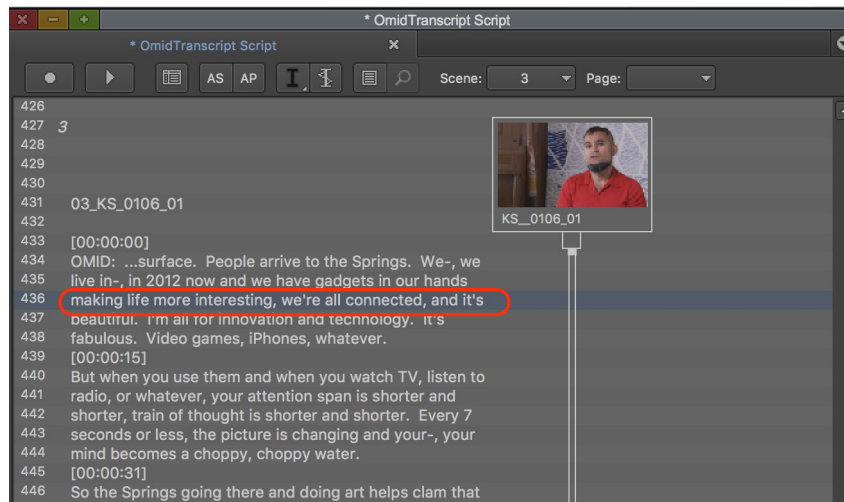 * OmidTranscript Script
* OmidTranscript Script
AS AP Scene: 3 Page:
426
427 3
428
429
430
431 03_KS_0106_01
KS__0106_01
432
433 [00:00:00]
434 OMID: ...surface. People arrive to the Springs. We-, we
435 live in-, in 2012 now and we have gadgets in our hands
436 making life more interesting, we're all connected, and it's
437 beautiful. I'm all for innovation and technology. It's
438 fabulous. Video games, iPhones, whatever.
439 [00:00:15]
440 But when you use them and when you watch TV, listen to
441 radio, or whatever, your attention span is shorter and
442 shorter, train of thought is shorter and shorter. Every 7
443 seconds or less, the picture is changing and your-, your
444 mind becomes a choppy, choppy water.
445 [00:00:31]
446 So the Springs going there and doing art helps clam that